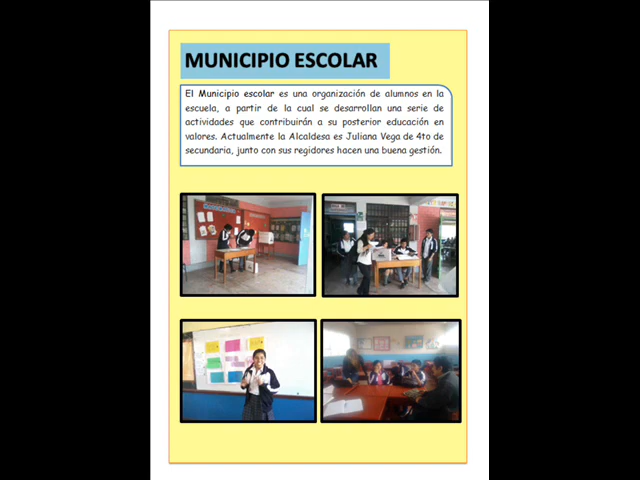 MUNICIPIO ESCOLAR
El Municipio escolar es una organización de alumnos en la
escuela, a partir de la cual se desarrollan una serie de
actividades que contribuirán a su posterior educación en
valores. Actualmente la Alcaldesa es Juliana Vega de 4to de
secundaria, junto con sus regidores hacen una buena gestión.